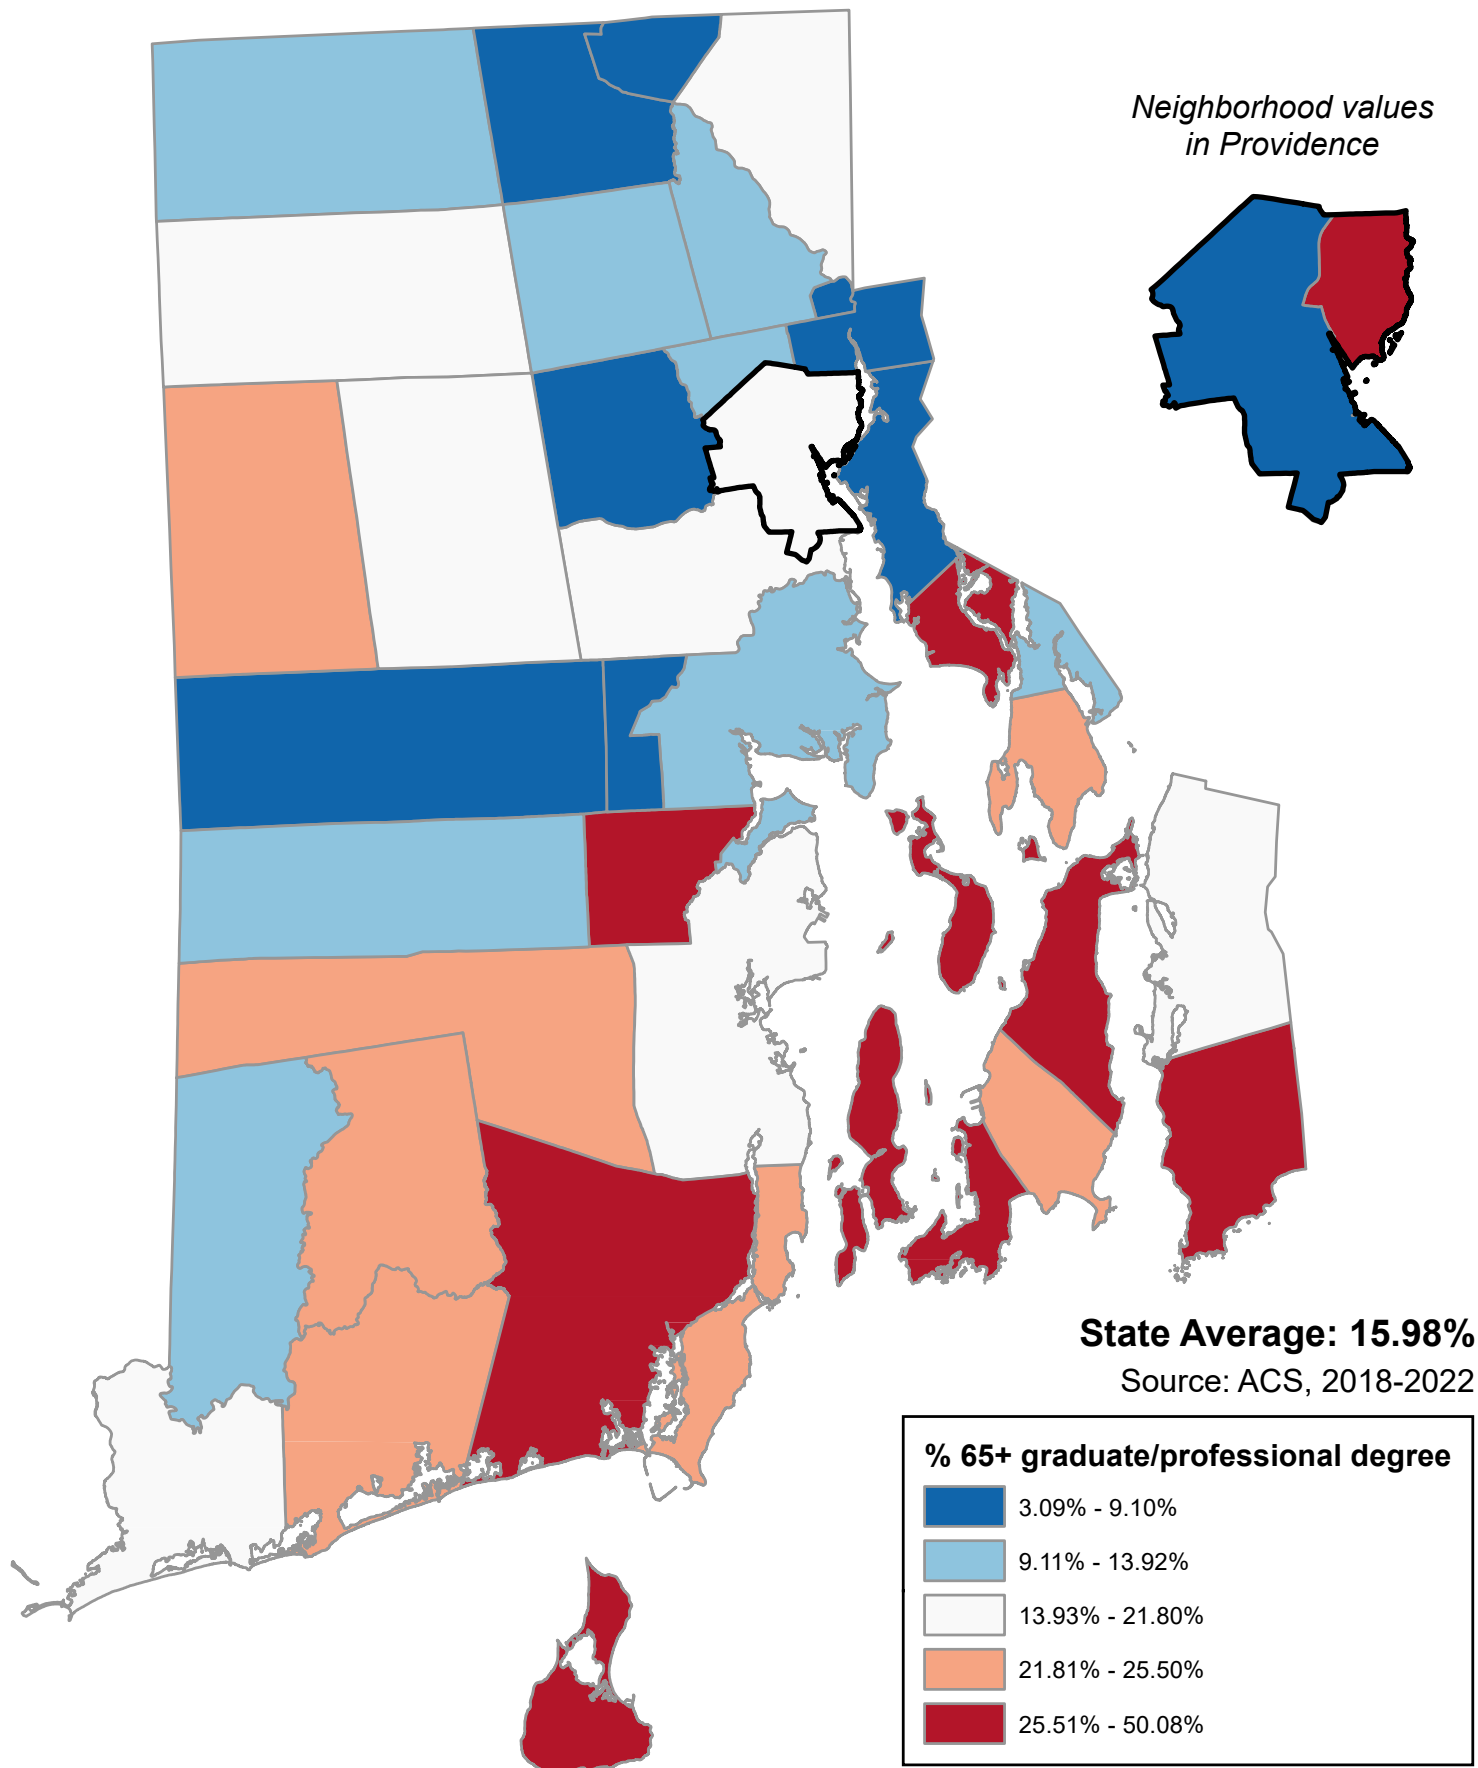 Neighborhood values
in Providence
State Average: 15.98%
Source: ACS, 2018-2022
% 65+ graduate/professional degree
3.09% - 9.10%
9.11% - 13.92%
13.93% - 21.80%
21.81% - 25.50%
25.51% - 50.08%